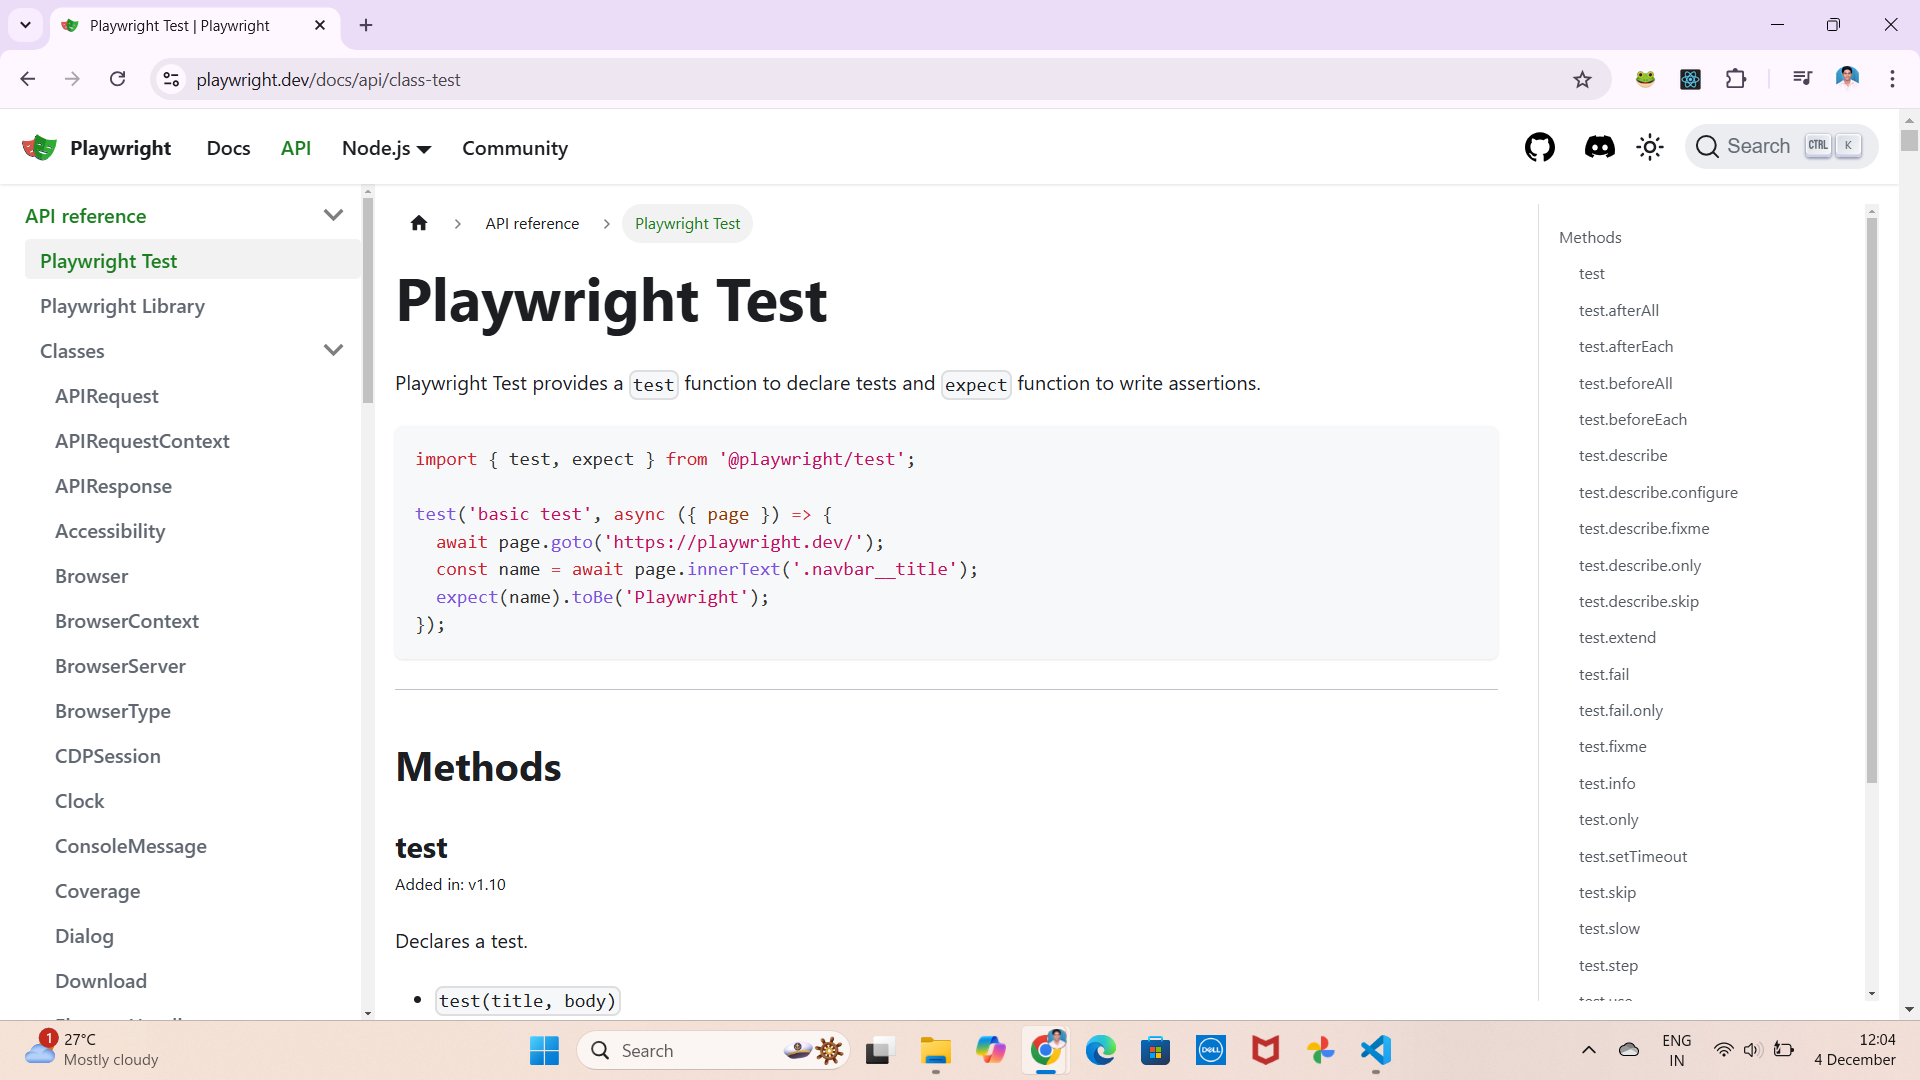 Playwright Test | Playwright
playwright.dev/docs/api/class-test
Playwright
Docs
API
Node.js
Community
Search
CTRL
K
API reference
Playwright Test
Playwright Library
Classes
APIRequest
APIRequestContext
APIResponse
Accessibility
Browser
BrowserContext
BrowserServer
BrowserType
CDPSession
Clock
ConsoleMessage
Coverage
Dialog
Download
API reference
Playwright Test
Playwright Test
Playwright Test provides a test function to declare tests and expect function to write assertions.
import { test, expect } from '@playwright/test';
test('basic test', async ({ page }) => {
  await page.goto('https://playwright.dev/');
  const name = await page.innerText('.navbar__title');
  expect(name).toBe('Playwright');
});
Methods
test
Added in: v1.10
Declares a test.
test(title, body)
Methods
test
test.afterAll
test.afterEach
test.beforeAll
test.beforeEach
test.describe
test.describe.configure
test.describe.fixme
test.describe.only
test.describe.skip
test.extend
test.fail
test.fail.only
test.fixme
test.info
test.only
test.setTimeout
test.skip
test.slow
test.step
1
27°C
Mostly cloudy
Search
DELL
ENG
IN
12:04
4 December